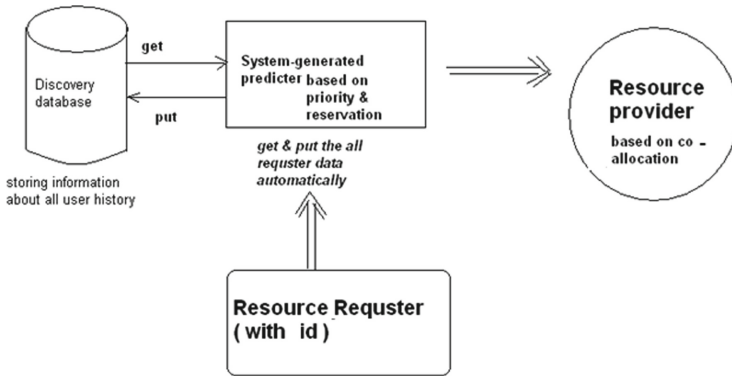 get
Discovery
database
put
storing information
about all user history
System-generated
predicter based on
priority &
reservation
get & put the all
requster data
automatically
Resource
provider
based on co -
allocation
Resource Requster
( with id )